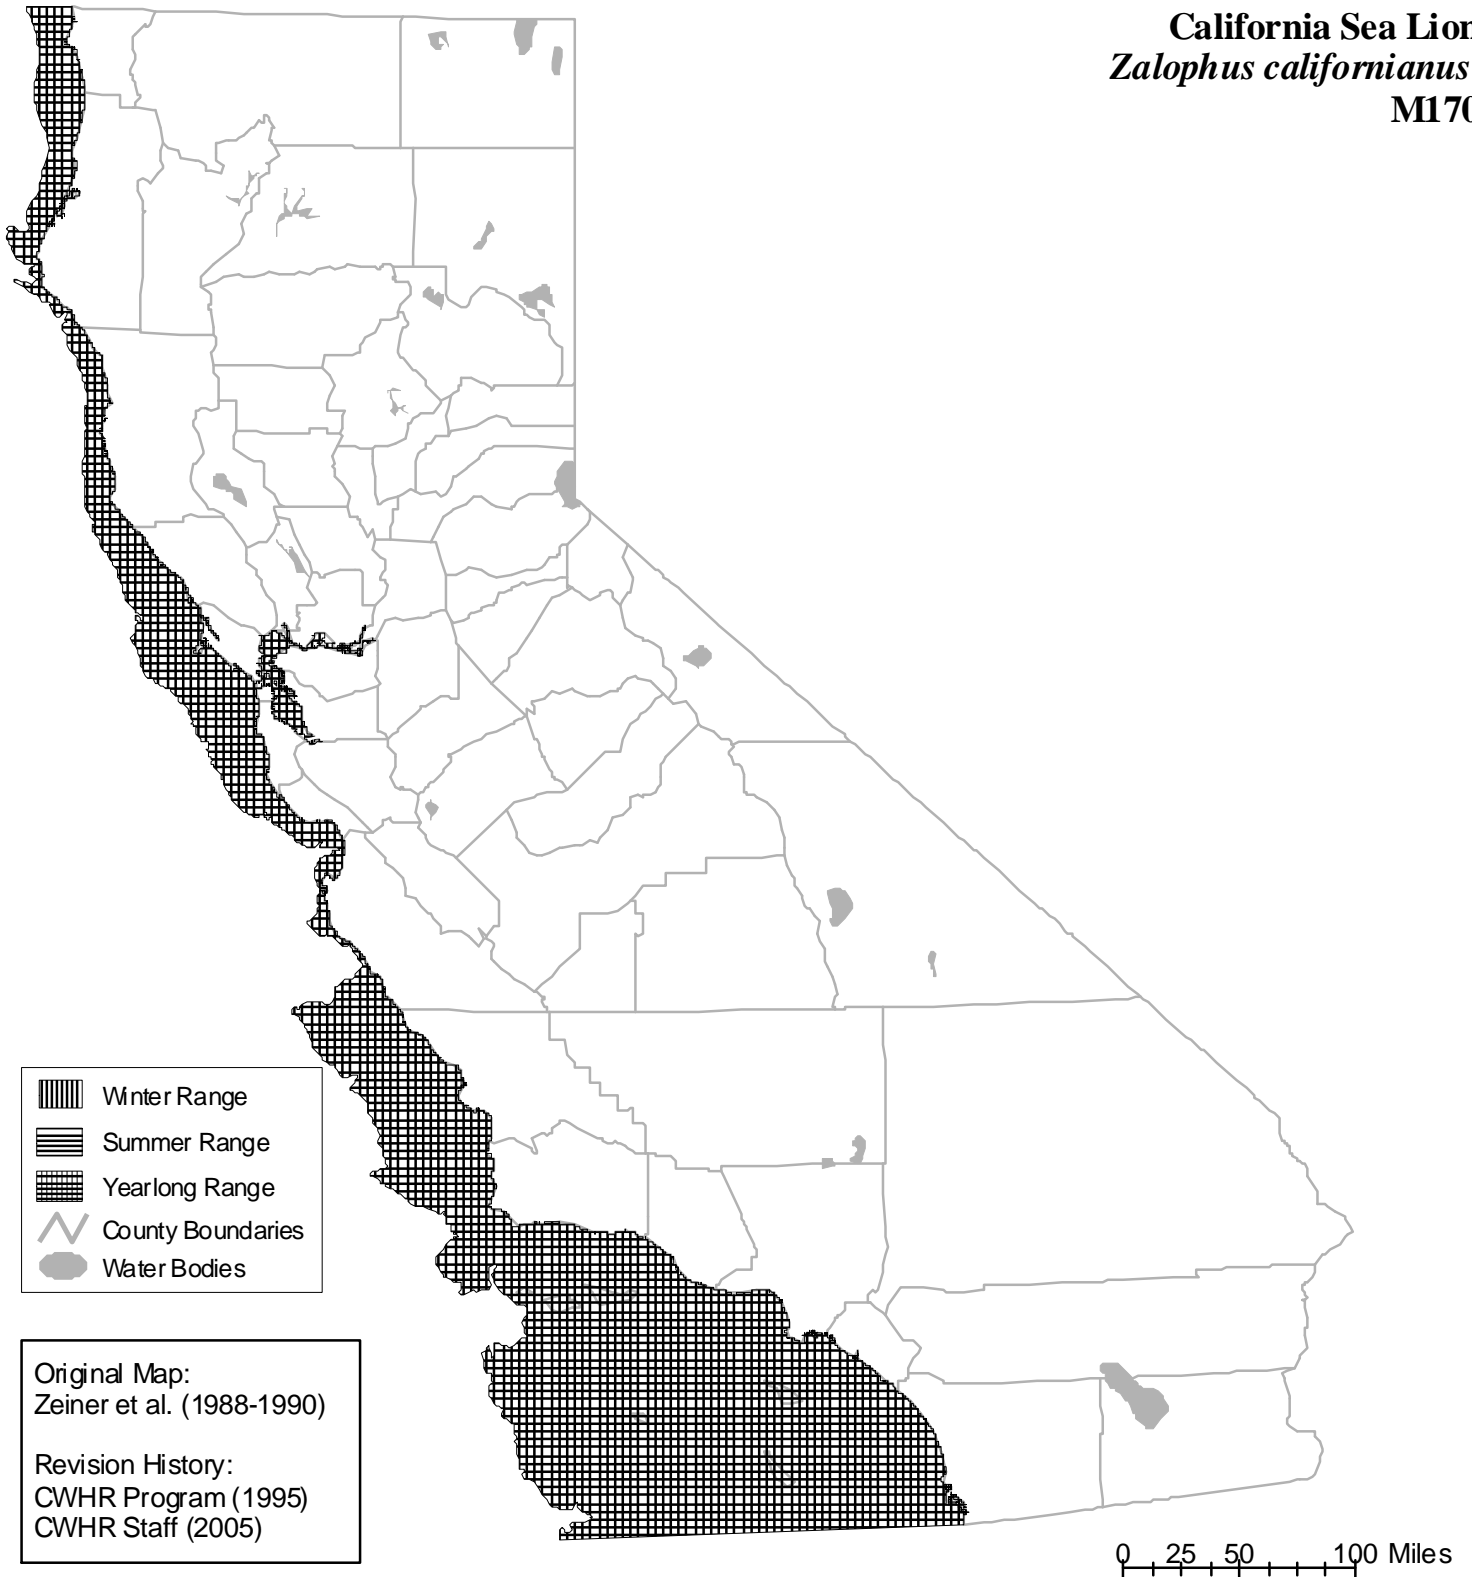 California Sea Lion
Zalophus californianus
M170
Winter Range
Summer Range
Yearlong Range
County Boundaries
Water Bodies
Original Map:
Zeiner et al. (1988-1990)
Revision History:
CWHR Program (1995)
CWHR Staff (2005)
0 25 50 100 Miles